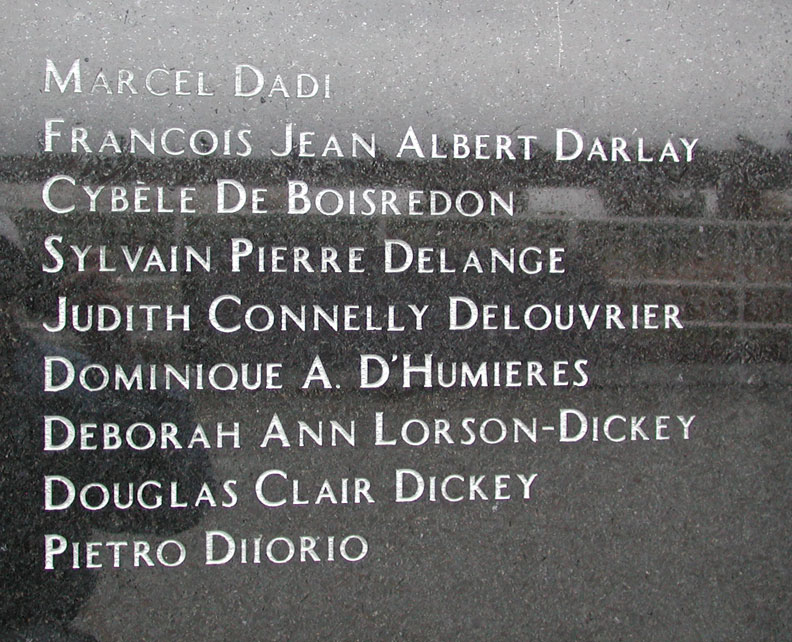 MARCEL DADI
FRANCOIS JEAN ALBERT DARLAY
CYBÈLE DE BOISREDON
SYLVAIN PIERRE DELANGE
JUDITH CONNELLY DELOUVRIER
DOMINIQUE A. D'HUMIERES
DEBORAH ANN LORSON-DICKEY
DOUGLAS CLAIR DICKEY
PIETRO DIIORIO